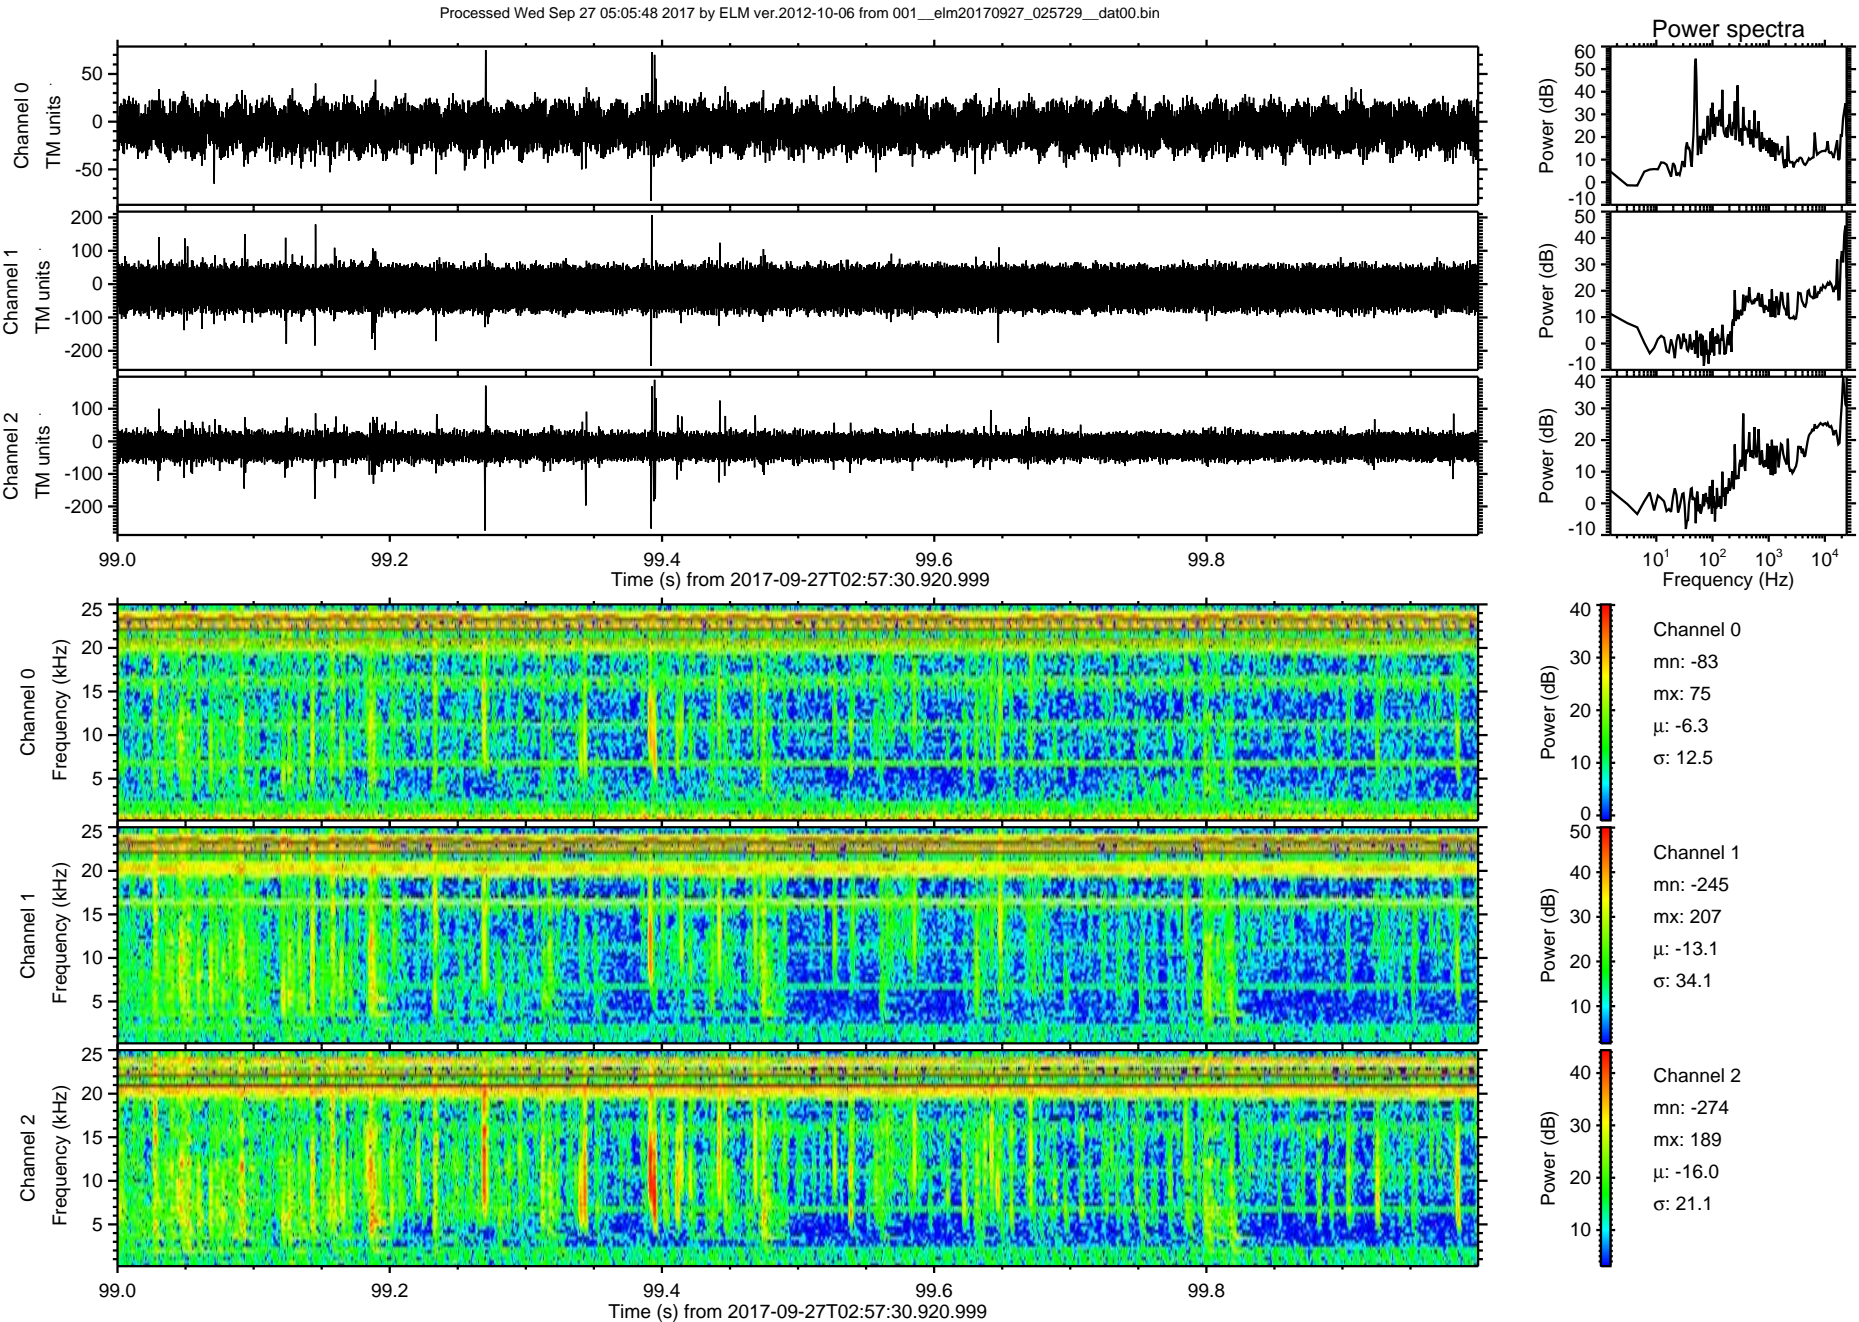 Processed Wed Sep 27 05:05:48 2017 by ELM ver.2012-10-06 from 001__elm20170927_025729__dat00.bin
Power spectra
Channel 0
TM units
50
0
-50
Power (dB)
60
50
40
30
20
10
0
-10
Channel 1
TM units
200
100
0
-100
-200
Power (dB)
50
40
30
20
10
0
-10
Channel 2
TM units
100
0
-100
-200
Power (dB)
40
30
20
10
0
-10
99.0 99.2 99.4 99.6 99.8
Time (s) from 2017-09-27T02:57:30.920.999
10¹ 10² 10³ 10⁴
Frequency (Hz)
Channel 0
Frequency (kHz)
25
20
15
10
5
Power (dB)
40
30
20
10
0
Channel 0
mn: -83
mx: 75
μ: -6.3
σ: 12.5
Channel 1
Frequency (kHz)
25
20
15
10
5
Power (dB)
50
40
30
20
10
Channel 1
mn: -245
mx: 207
μ: -13.1
σ: 34.1
Channel 2
Frequency (kHz)
25
20
15
10
5
Power (dB)
40
30
20
10
Channel 2
mn: -274
mx: 189
μ: -16.0
σ: 21.1
99.0 99.2 99.4 99.6 99.8
Time (s) from 2017-09-27T02:57:30.920.999